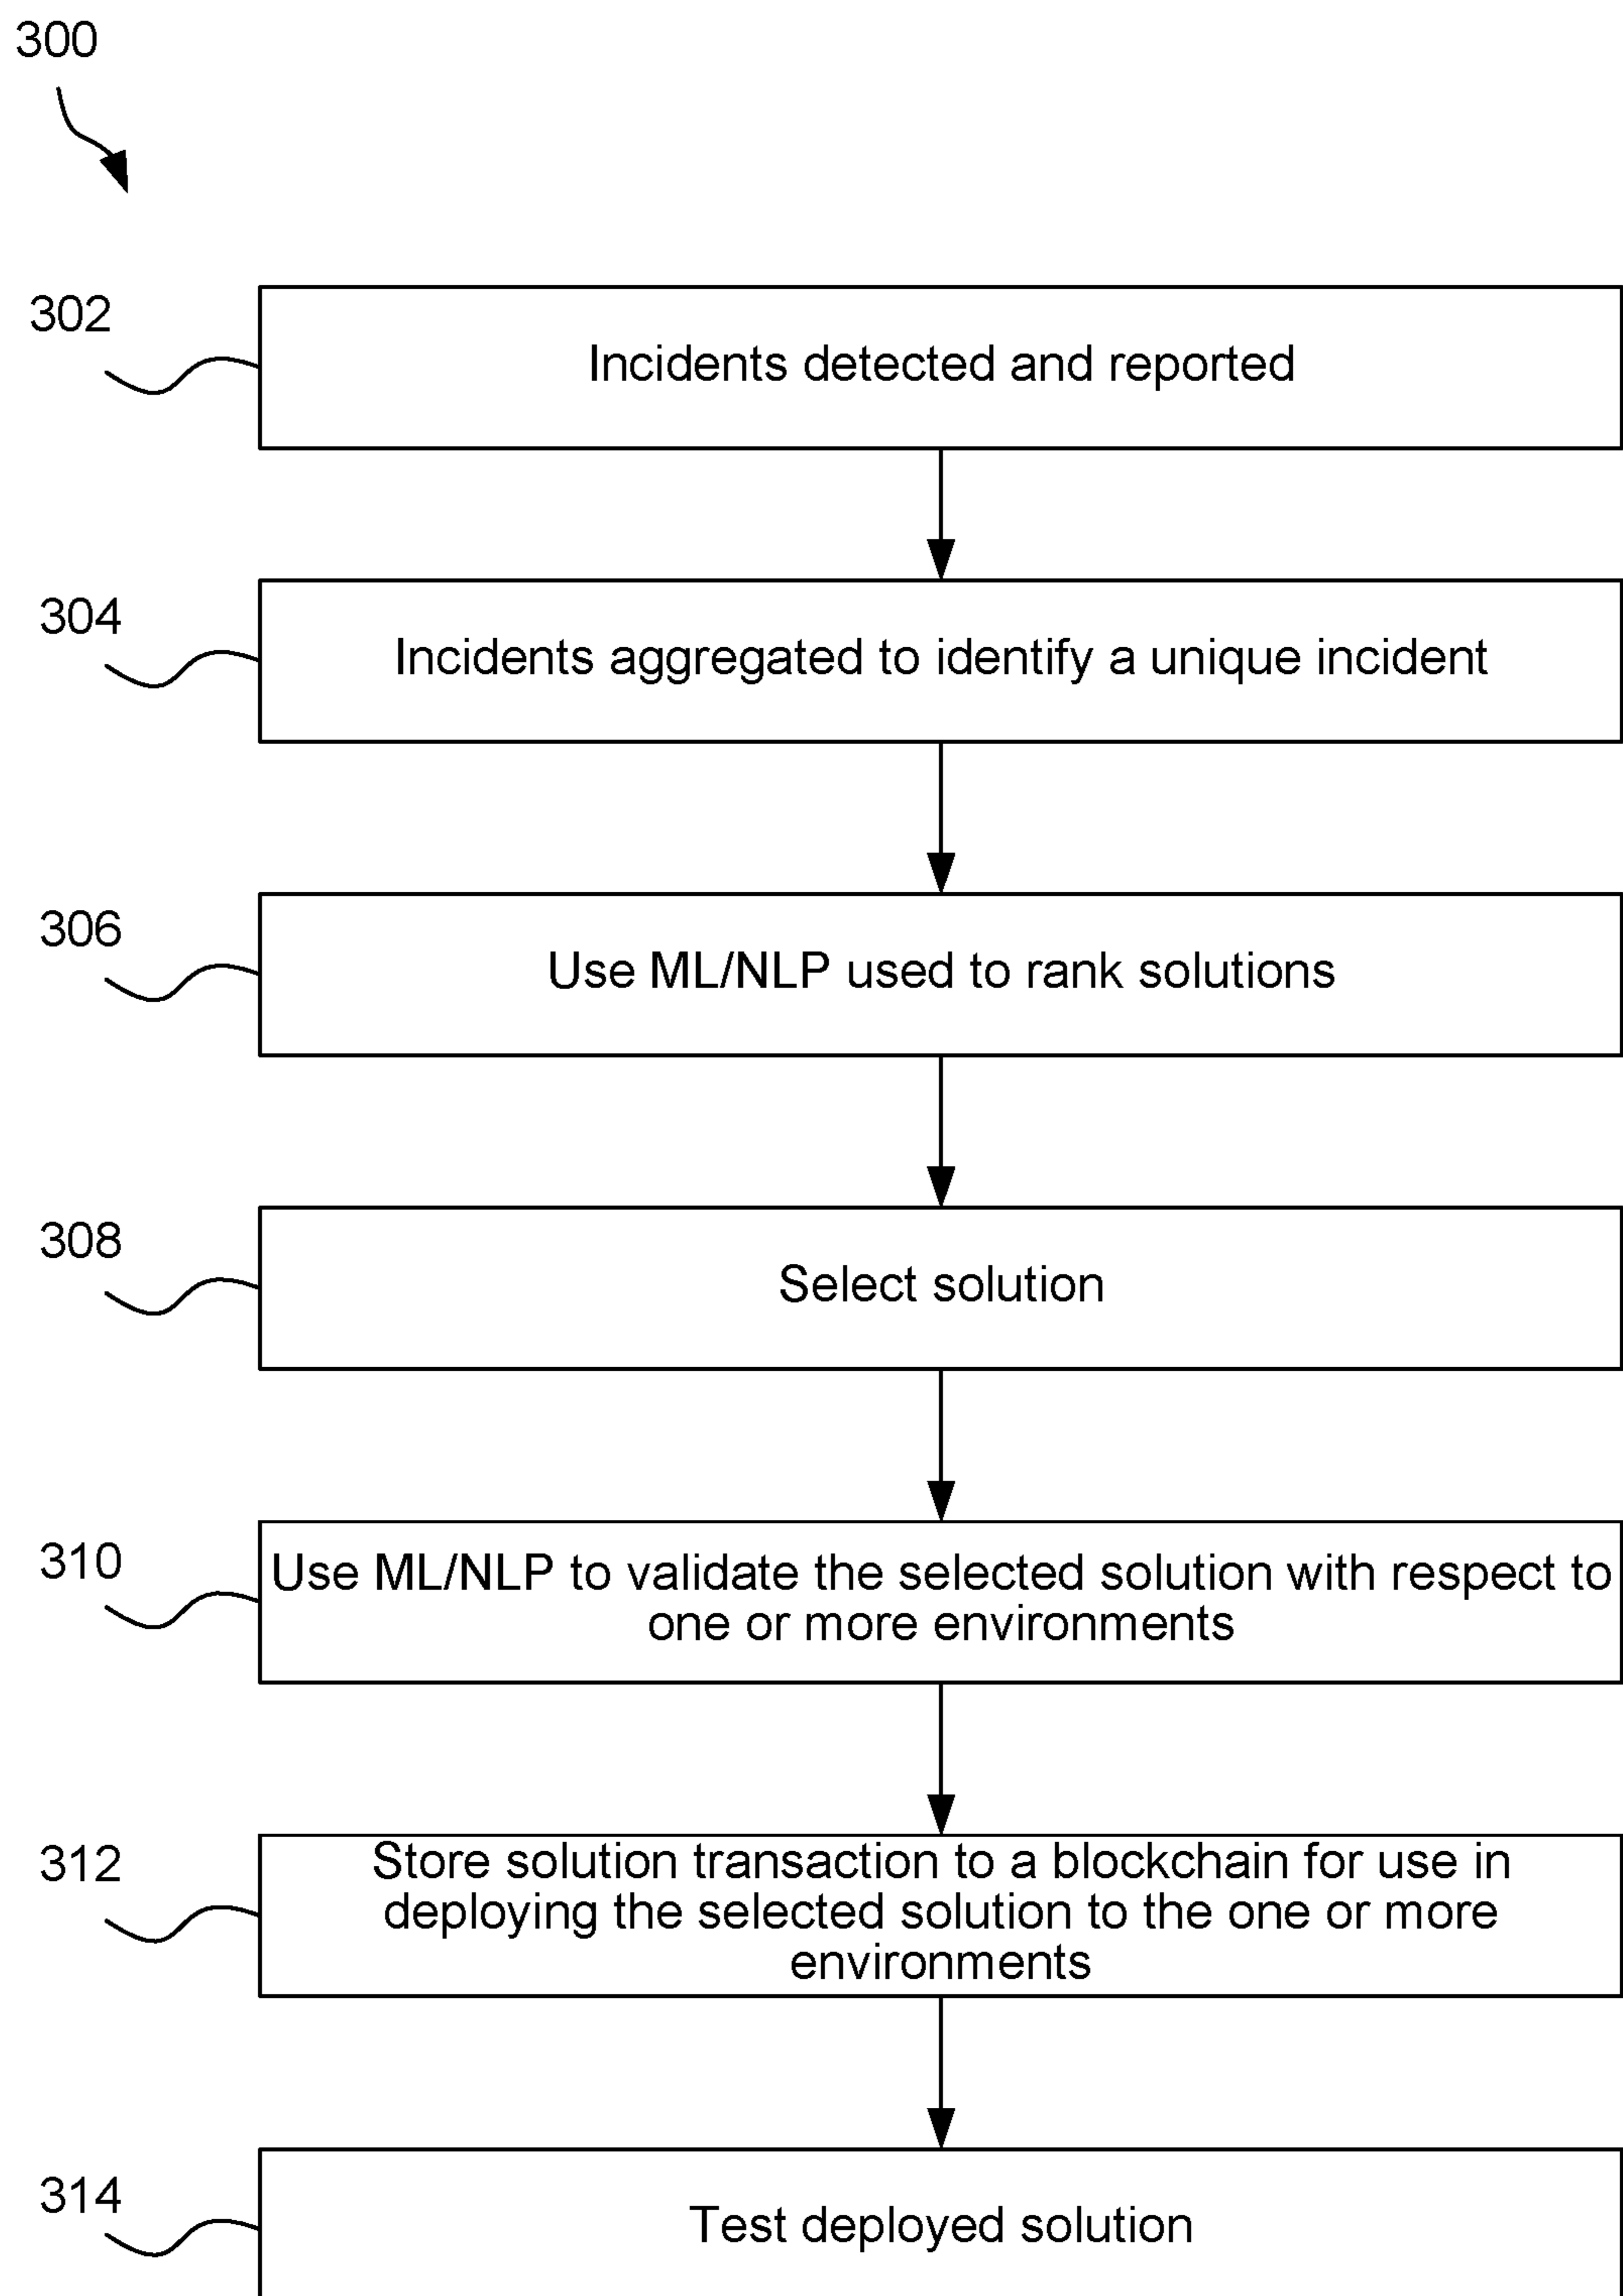 300
302
Incidents detected and reported
304
Incidents aggregated to identify a unique incident
306
Use ML/NLP used to rank solutions
308
Select solution
310
Use ML/NLP to validate the selected solution with respect to
one or more environments
312
Store solution transaction to a blockchain for use in
deploying the selected solution to the one or more
environments
314
Test deployed solution